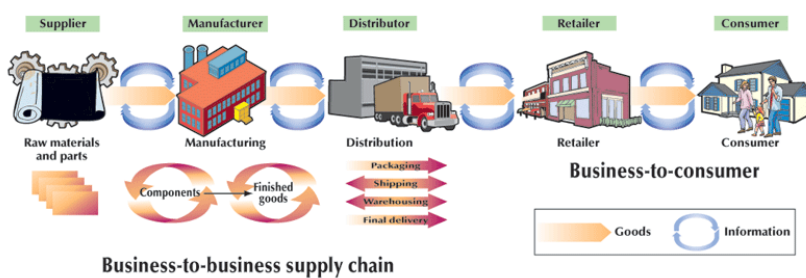 Supplier
Manufacturer
Distributor
Retailer
Consumer
Raw materials
and parts
Manufacturing
Distribution
Retailer
Consumer
Components
Finished
goods
Packaging
Shipping
Warehousing
Final delivery
Business-to-consumer
Goods
Information
Business-to-business supply chain